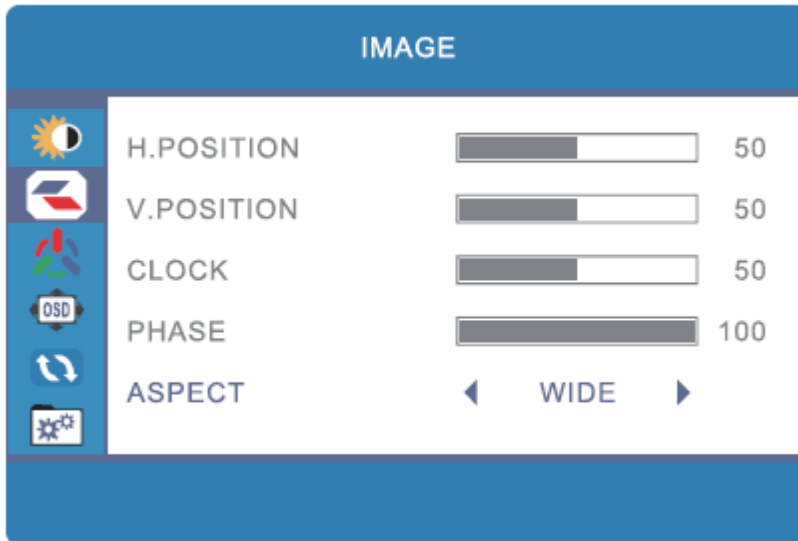 IMAGE
H.POSITION 50
V.POSITION 50
CLOCK 50
PHASE 100
OSD
ASPECT WIDE